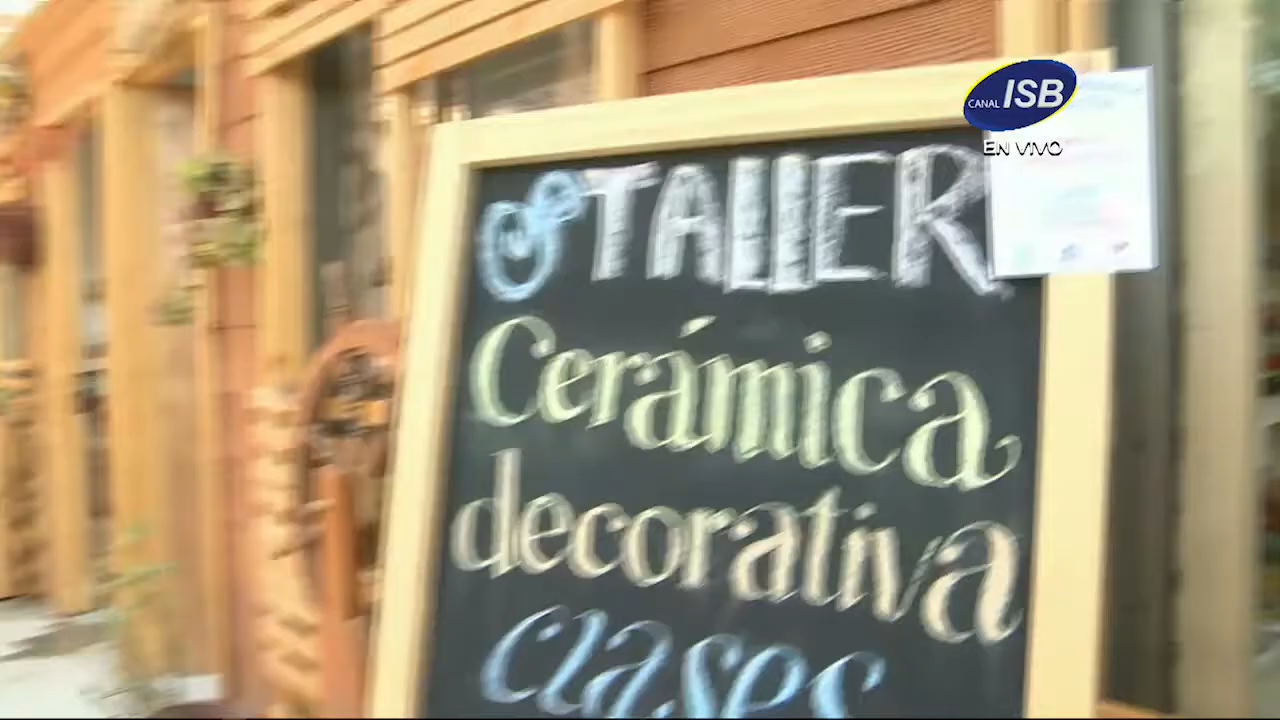 CANAL ISB
EN VIVO
TALLER
Cerámica
decorativa
clases